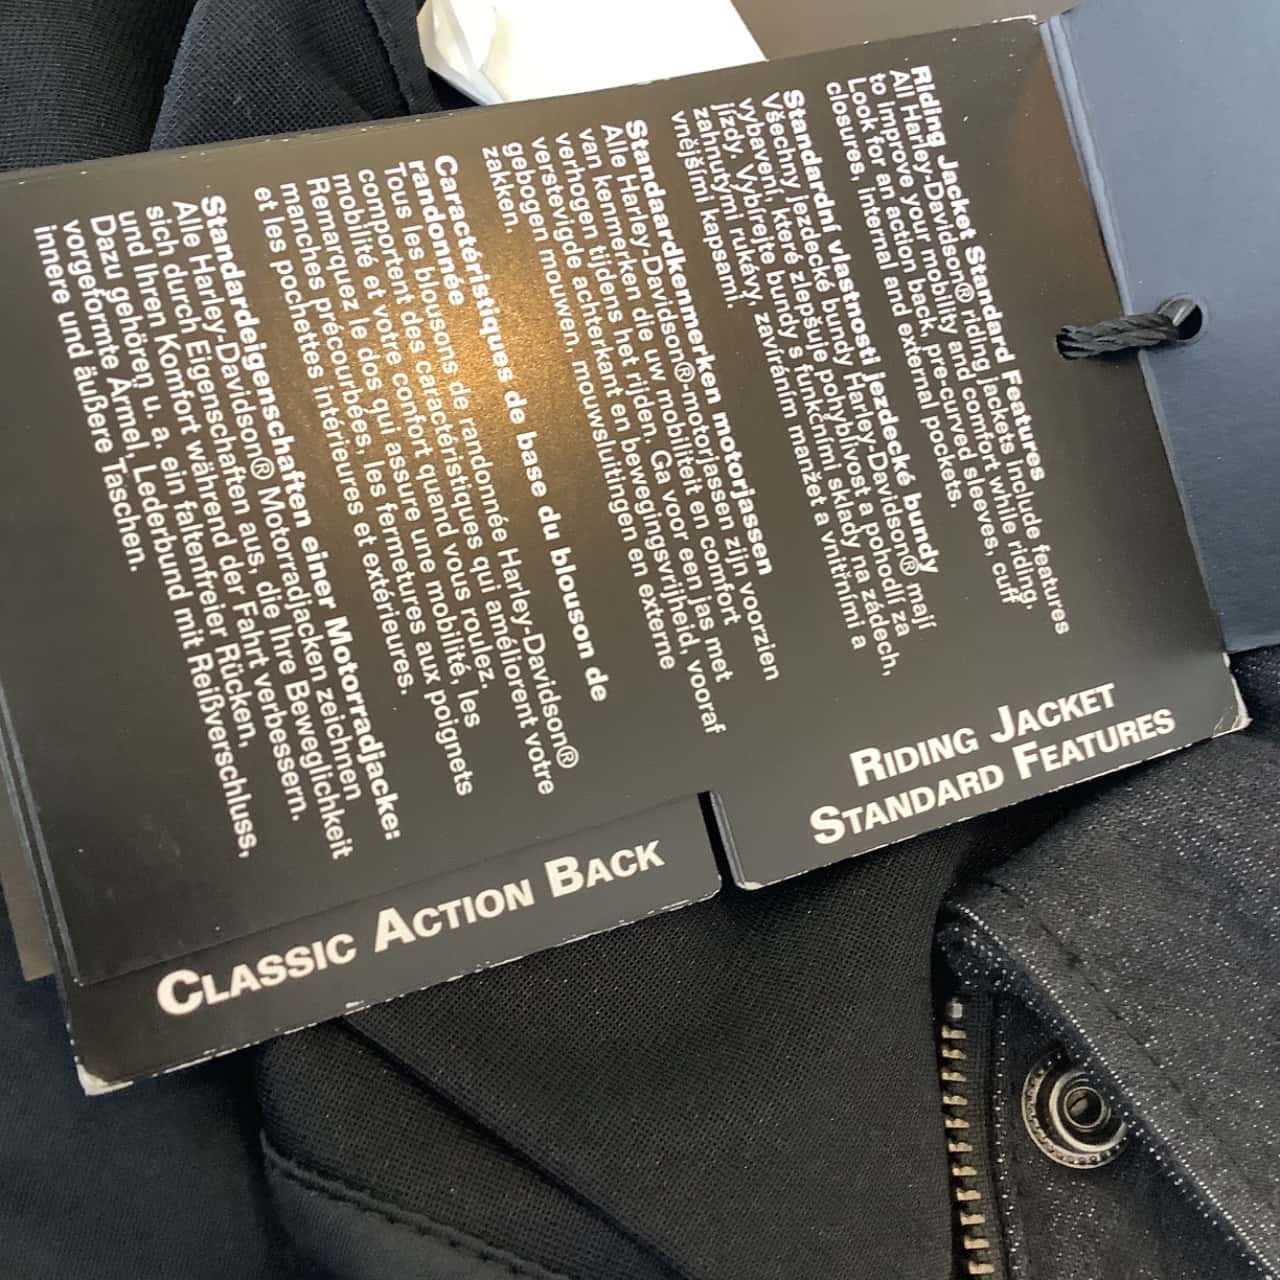 Riding Jacket Standard Features
All Harley-Davidson® riding jackets include features
to improve your mobility and comfort while riding.
Look for an action back, pre-curved sleeves, cuff
closures, internal and external pockets.
Standardní vlastnosti jezdecké bundy
Všechny jezdecké bundy Harley-Davidson® mají
vybavení, které zlepšuje pohyblivost a pohodlí za
jízdy. Vybírejte bundy s funkčními sklady na zádech,
zahnutými rukávy, zavíráním manžet a vnitřními a
vnějšími kapsami.
Standaardkenmerken motorjassen
Alle Harley-Davidson®-motorjassen zijn voorzien
van kenmerken die uw mobiliteit en comfort
verhogen tijdens het rijden. Ga voor een jas met
verstevigde achterkant en bewegingsvrijheid, vooraf
gebogen mouwen, mouwsluitingen en externe
zakken.
Caractéristiques de base du blouson de
randonnée
Tous les blousons de randonnée Harley-Davidson®
comportent des caractéristiques qui améliorent votre
mobilité et votre confort quand vous roulez.
Remarquez le dos qui assure une mobilité, les
manches précourbées, les fermetures aux poignets
et les pochettes intérieures et extérieures.
Standardeigenschaften einer Motorradjacke:
Alle Harley-Davidson® Motorradjacken zeichnen
sich durch Eigenschaften aus, die Ihre Beweglichkeit
und Ihren Komfort während der Fahrt verbessern.
Dazu gehören u. a. ein faltenfreier Rücken,
vorgeformte Ärmel, Lederbund mit Reißverschluss,
innere und äußere Taschen.
RIDING JACKET
STANDARD FEATURES
CLASSIC ACTION BACK